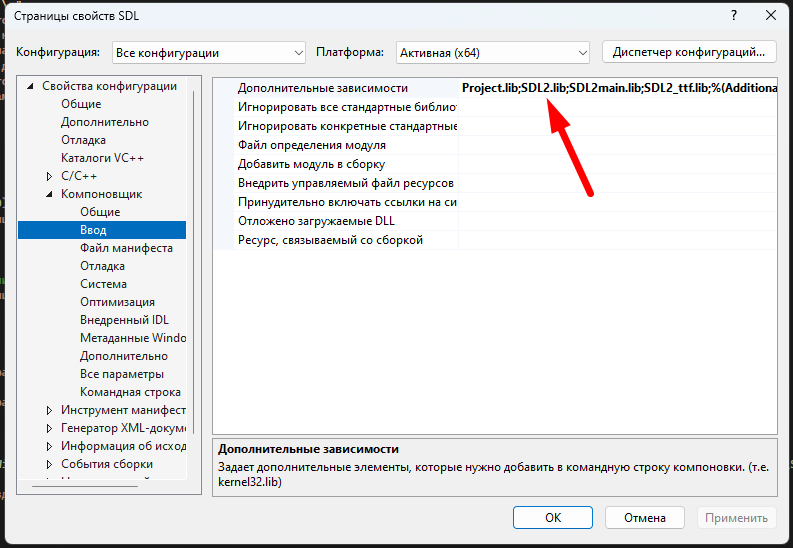 Страницы свойств SDL
Конфигурация: Все конфигурации Платформа: Активная (x64) Диспетчер конфигураций...
Свойства конфигурации
Общие
Дополнительно
Отладка
Каталоги VC++
C/C++
Компоновщик
Общие
Ввод
Файл манифеста
Отладка
Система
Оптимизация
Внедренный IDL
Метаданные Windo
Дополнительно
Все параметры
Командная строка
Инструмент манифест
Генератор XML-докуме
Информация об исход
События сборки
Дополнительные зависимости Project.lib;SDL2.lib;SDL2main.lib;SDL2_ttf.lib;%(Additiona
Игнорировать все стандартные библиот
Игнорировать конкретные стандартные
Файл определения модуля
Добавить модуль в сборку
Внедрить управляемый файл ресурсов
Принудительно включать ссылки на си
Отложено загружаемые DLL
Ресурс, связываемый со сборкой
Дополнительные зависимости
Задает дополнительные элементы, которые нужно добавить в командную строку компоновки. (т.е.
kernel32.lib)
ОК Отмена Применить